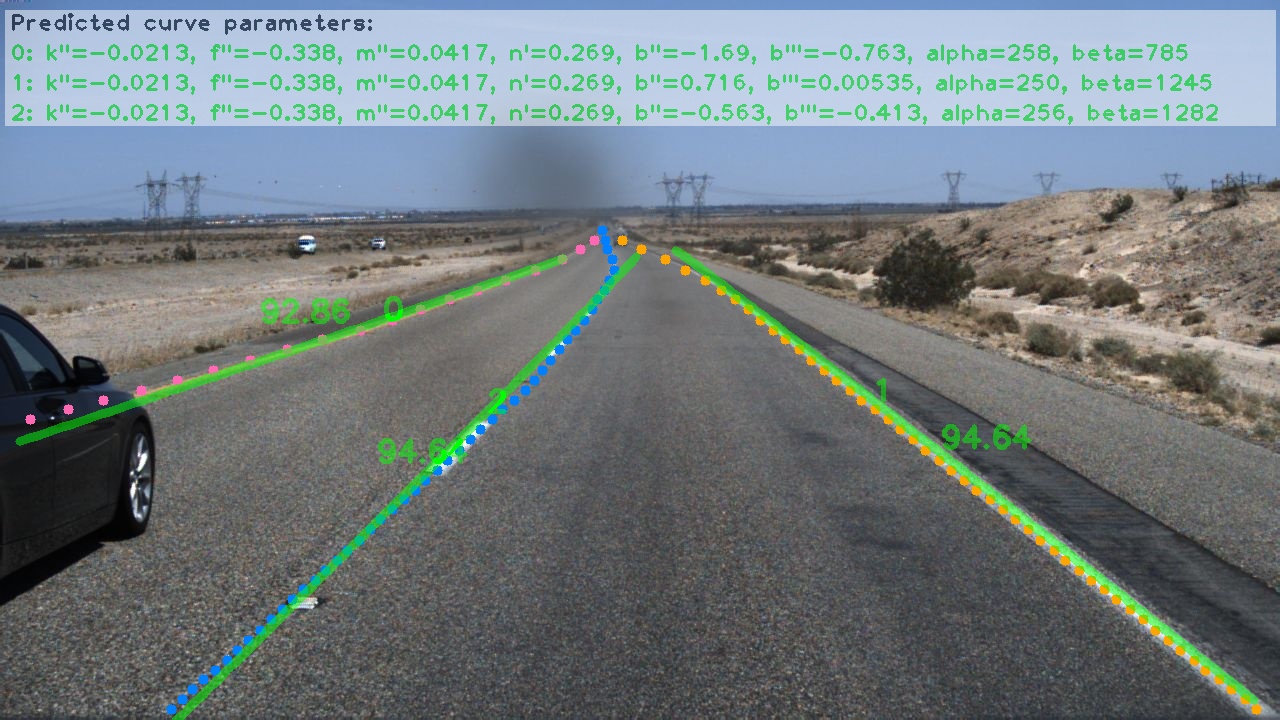 Predicted curve parameters:
0: k''=-0.0213, f''=-0.338, m''=0.0417, n'=0.269, b''=-1.69, b'''=-0.763, alpha=258, beta=785
1: k''=-0.0213, f''=-0.338, m''=0.0417, n'=0.269, b''=0.716, b'''=0.00535, alpha=250, beta=1245
2: k''=-0.0213, f''=-0.338, m''=0.0417, n'=0.269, b''=-0.563, b'''=-0.413, alpha=256, beta=1282
92.86 0
2 1
94.64